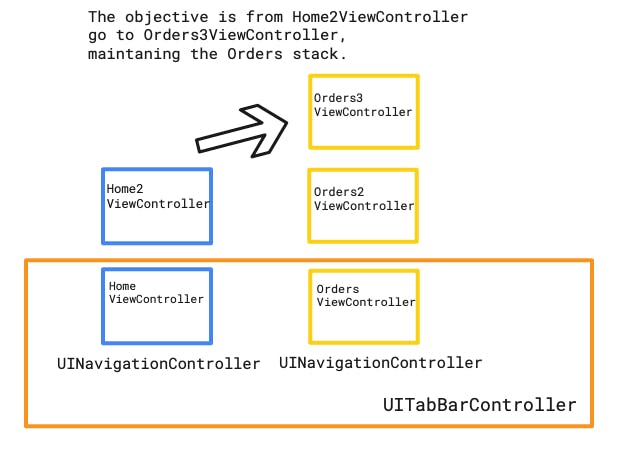 The objective is from Home2ViewController
go to Orders3ViewController,
maintaning the Orders stack.
Orders3
ViewController
Home2
ViewController
Orders2
ViewController
Home
ViewController
Orders
ViewController
UINavigationController
UINavigationController
UITabBarController